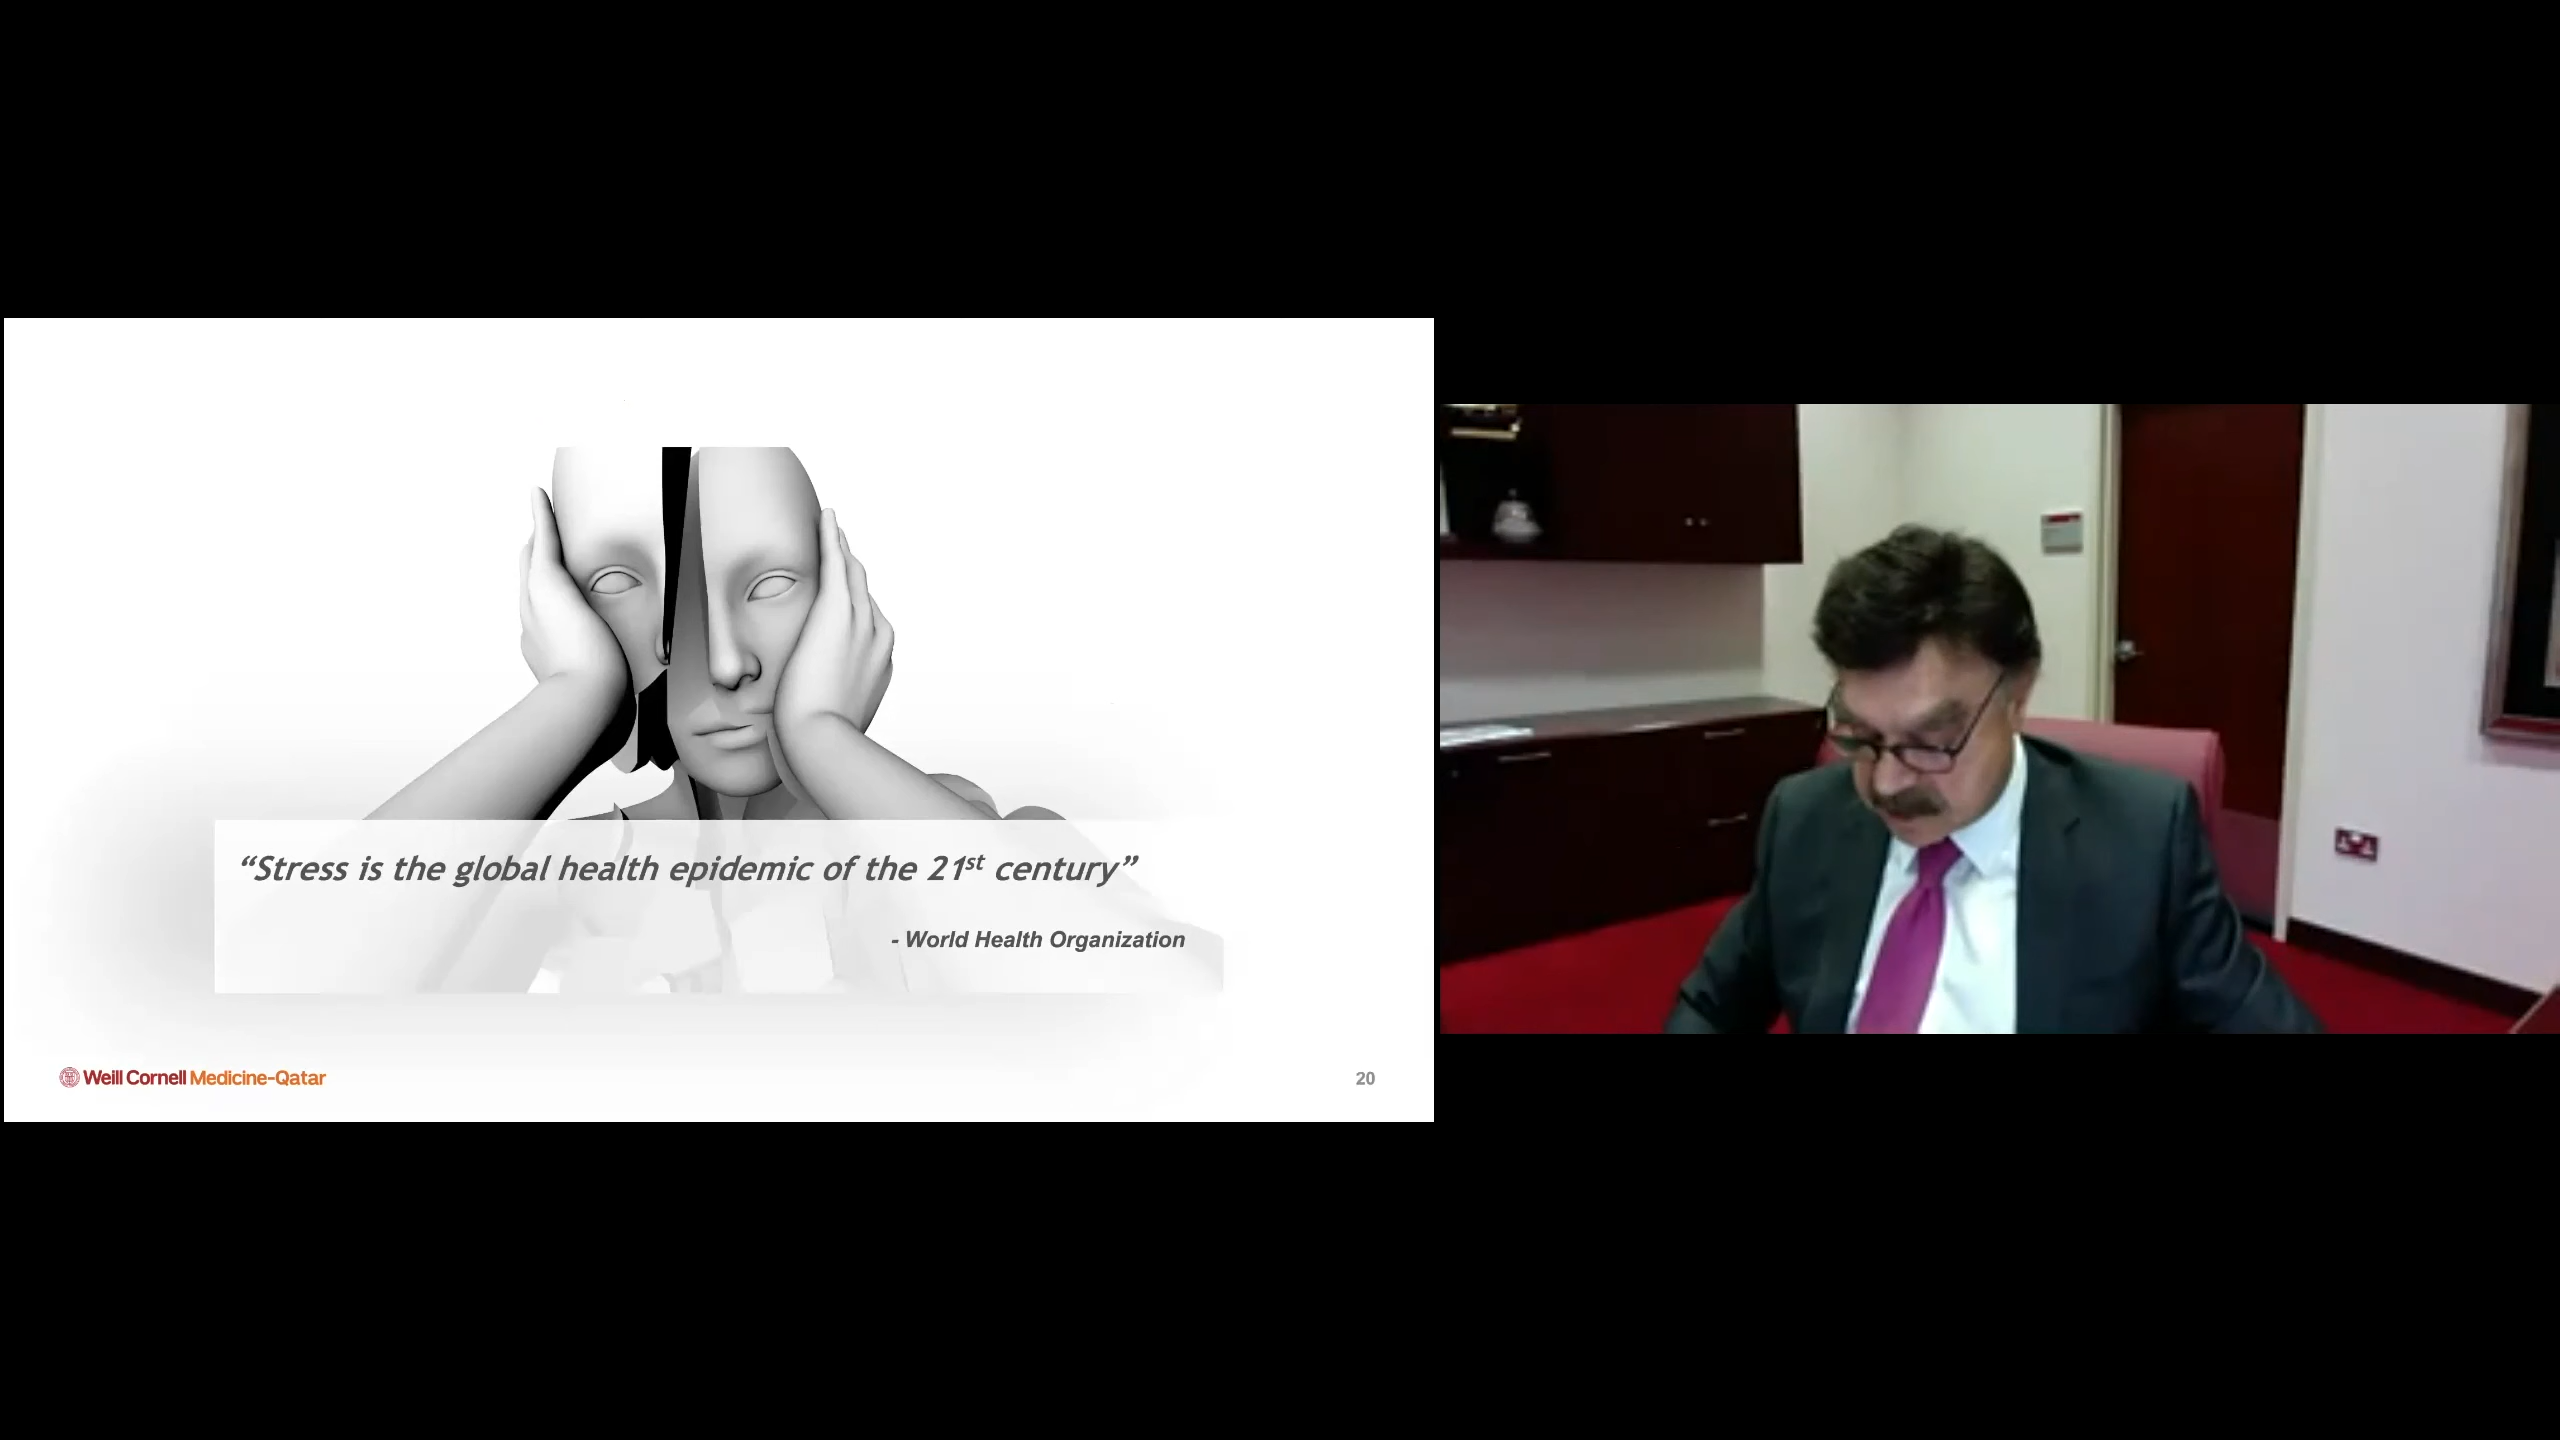 “Stress is the global health epidemic of the 21st century”
- World Health Organization
Weill Cornell Medicine-Qatar
20